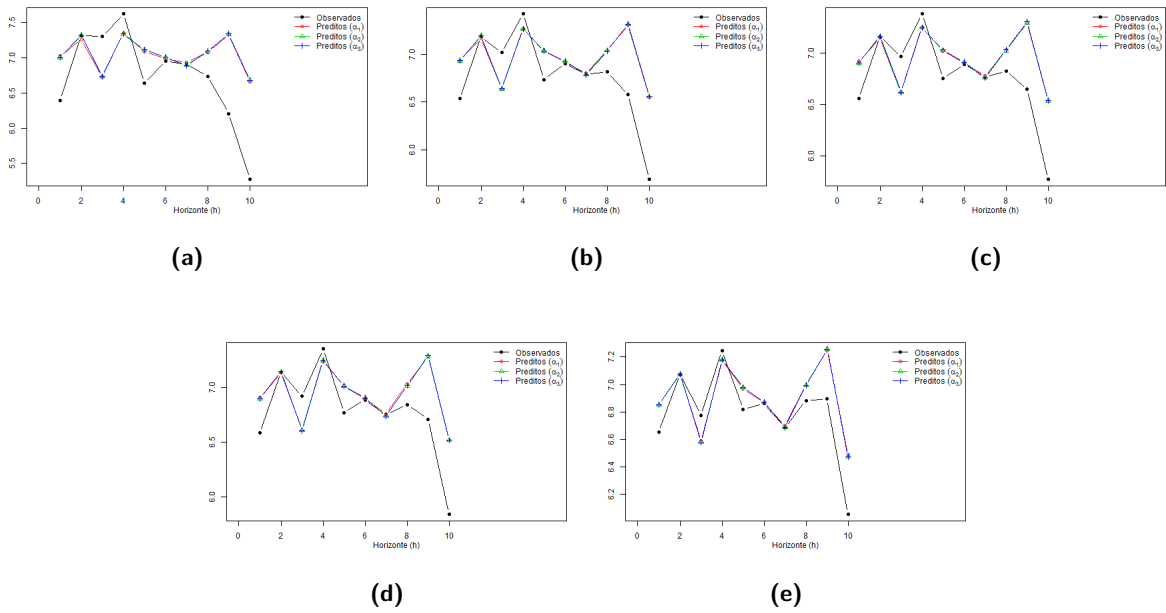 7.5
7.0
6.5
6.0
5.5
0 2 4 6 8 10
Horizonte (h)
Observados
Preditos (α1)
Preditos (α2)
Preditos (α3)
(a)
7.0
6.5
6.0
0 2 4 6 8 10
Horizonte (h)
Observados
Preditos (α1)
Preditos (α2)
Preditos (α3)
(b)
7.0
6.5
6.0
0 2 4 6 8 10
Horizonte (h)
Observados
Preditos (α1)
Preditos (α2)
Preditos (α3)
(c)
7.0
6.5
6.0
0 2 4 6 8 10
Horizonte (h)
Observados
Preditos (α1)
Preditos (α2)
Preditos (α3)
(d)
7.2
7.0
6.8
6.6
6.4
6.2
0 2 4 6 8 10
Horizonte (h)
Observados
Preditos (α1)
Preditos (α2)
Preditos (α3)
(e)